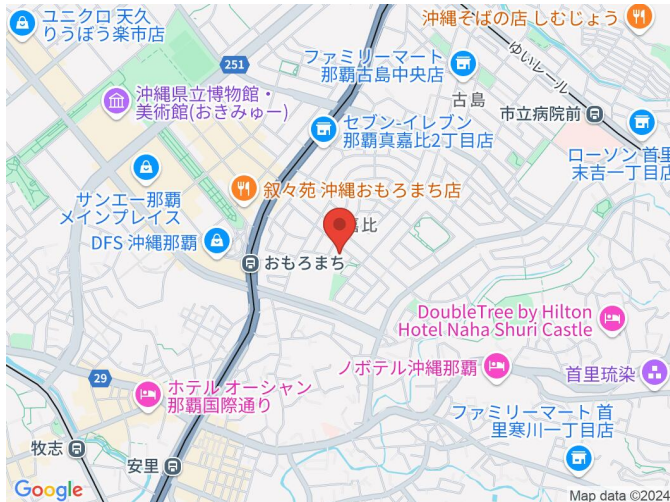 ユニクロ 天久
りうぼう楽市店
沖縄そばの店 しむじょう
251
ファミリーマート
那覇古島中央店
ゆいレール
沖縄県立博物館・
美術館(おきみゅー)
古島
市立病院前
セブン-イレブン
那覇真嘉比2丁目店
ローソン 首里
末吉一丁目店
サンエー那覇
メインプレイス
叙々苑 沖縄おもろまち店
嘉比
DFS 沖縄那覇
おもろまち
DoubleTree by Hilton
Hotel Naha Shuri Castle
ノボテル沖縄那覇
首里琉染
29
ホテル オーシャン
那覇国際通り
ファミリーマート 首
里寒川一丁目店
牧志
安里
Google
Map data ©2024